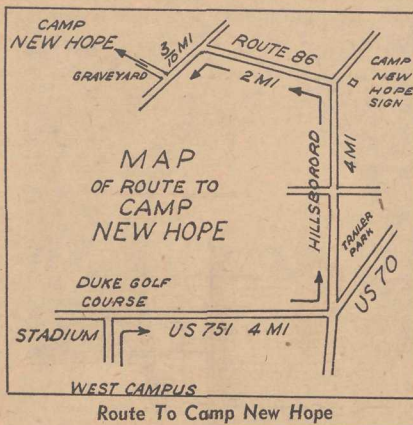 CAMP
NEW HOPE
3/10 MI
GRAVEYARD
ROUTE 86
2 MI
CAMP
NEW
HOPE
SIGN
MAP
OF ROUTE TO
CAMP
NEW HOPE
HILLSBORORD
4 MI
TRAILER
PARK
US 70
DUKE GOLF
COURSE
STADIUM
US 751 4 MI
WEST CAMPUS
Route To Camp New Hope